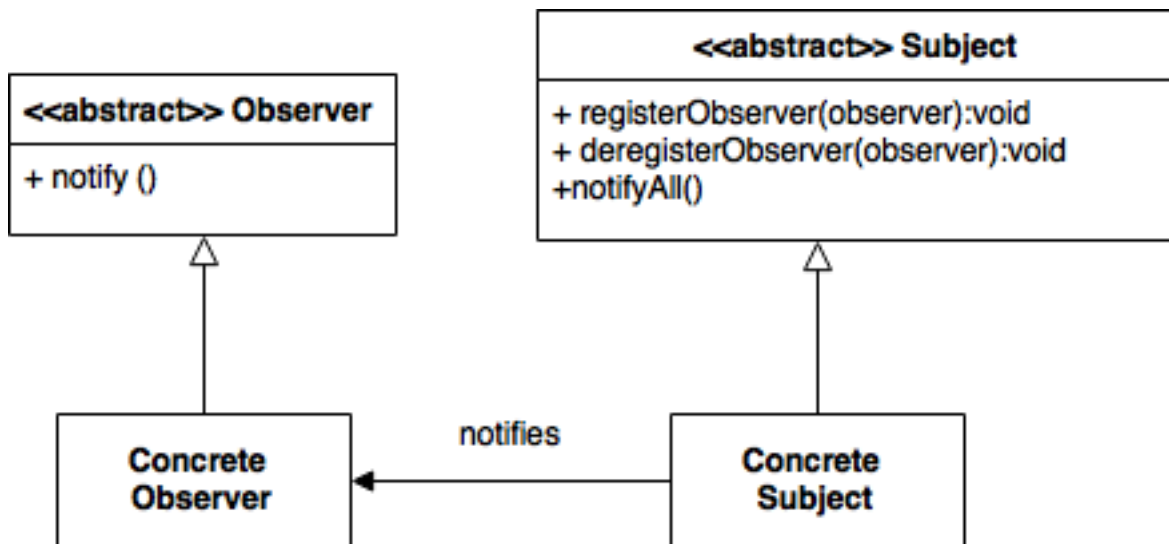 <<abstract>> Observer
+ notify ()
<<abstract>> Subject
+ registerObserver(observer):void
+ deregisterObserver(observer):void
+notifyAll()
Concrete
Observer
notifies
Concrete
Subject